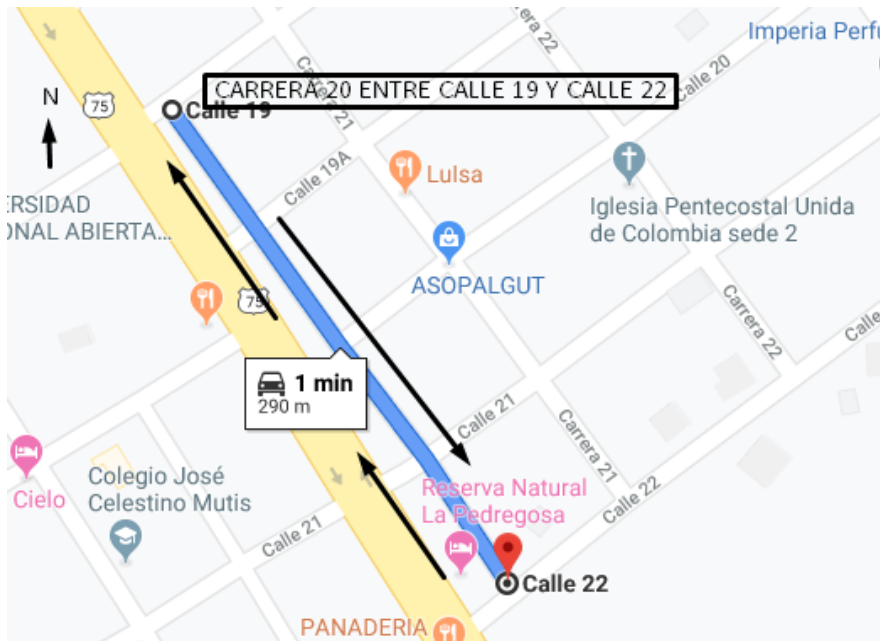 Carrera 22
Imperia Perfu
Calle 20
N
75
CARRERA 20 ENTRE CALLE 19 Y CALLE 22
Calle 19
Carrera 21
Calle 19A
Lulsa
ERSIDAD
ONAL ABIERTA...
Iglesia Pentecostal Unida
de Colombia sede 2
ASOPALGUT
75
Carrera 22
Calle
1 min
290 m
Calle 21
Carrera 21
Cielo
Colegio José
Celestino Mutis
Reserva Natural
La Pedregosa
Calle 22
Calle 21
Calle 22
PANADERIA